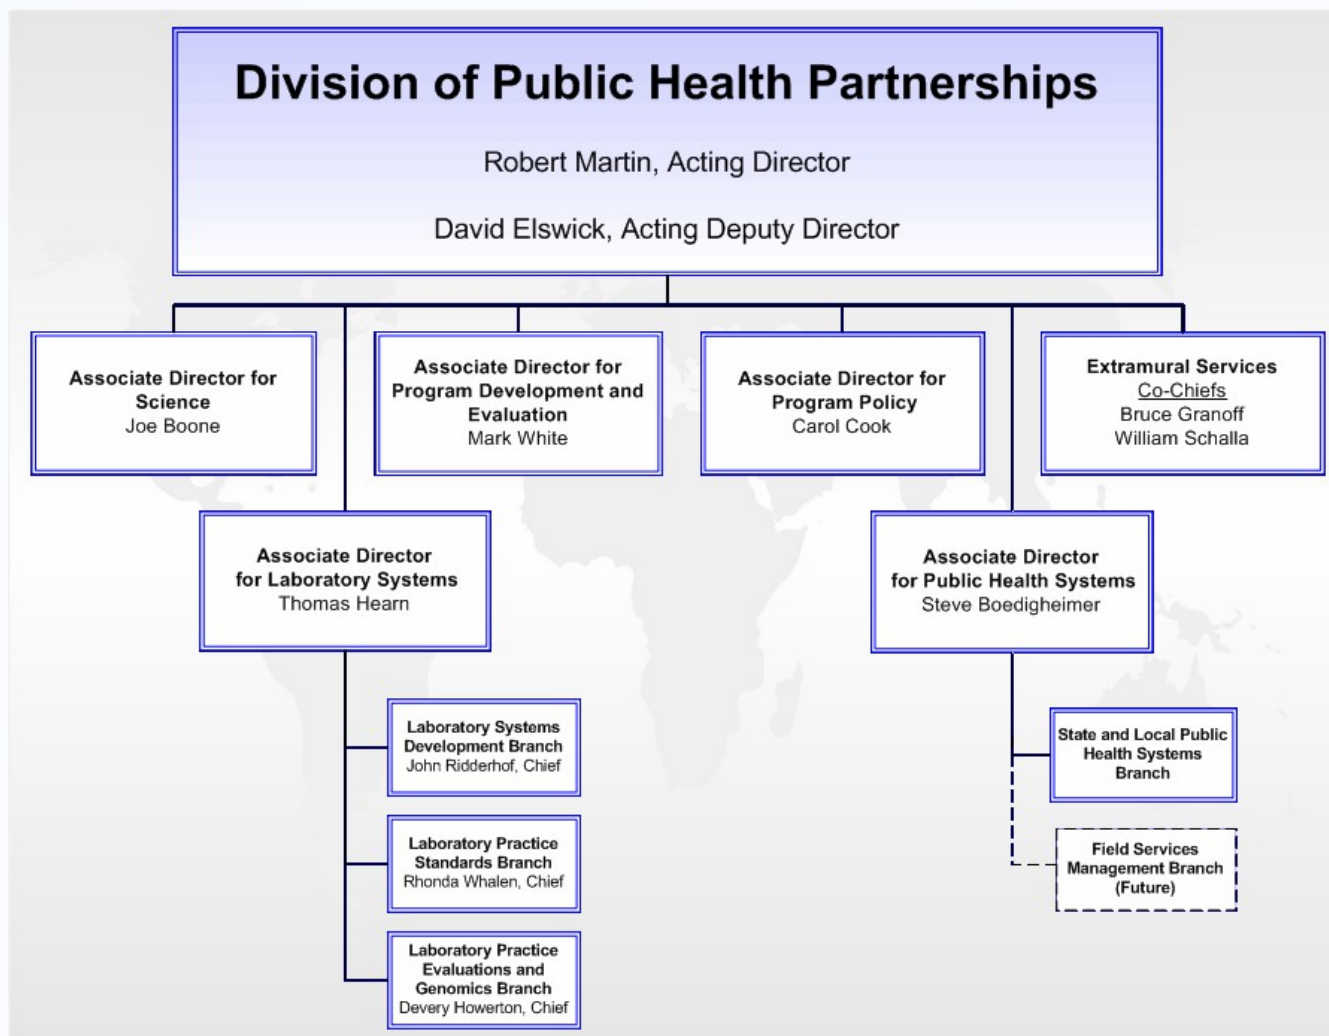 Division of Public Health Partnerships
Robert Martin, Acting Director
David Elswick, Acting Deputy Director
Associate Director for
Science
Joe Boone
Associate Director for
Program Development and
Evaluation
Mark White
Associate Director for
Program Policy
Carol Cook
Extramural Services
Co-Chiefs
Bruce Granoff
William Schalla
Associate Director
for Laboratory Systems
Thomas Hearn
Associate Director
for Public Health Systems
Steve Boedigheimer
Laboratory Systems
Development Branch
John Ridderhof, Chief
Laboratory Practice
Standards Branch
Rhonda Whalen, Chief
Laboratory Practice
Evaluations and
Genomics Branch
Devery Howerton, Chief
State and Local Public
Health Systems
Branch
Field Services
Management Branch
(Future)